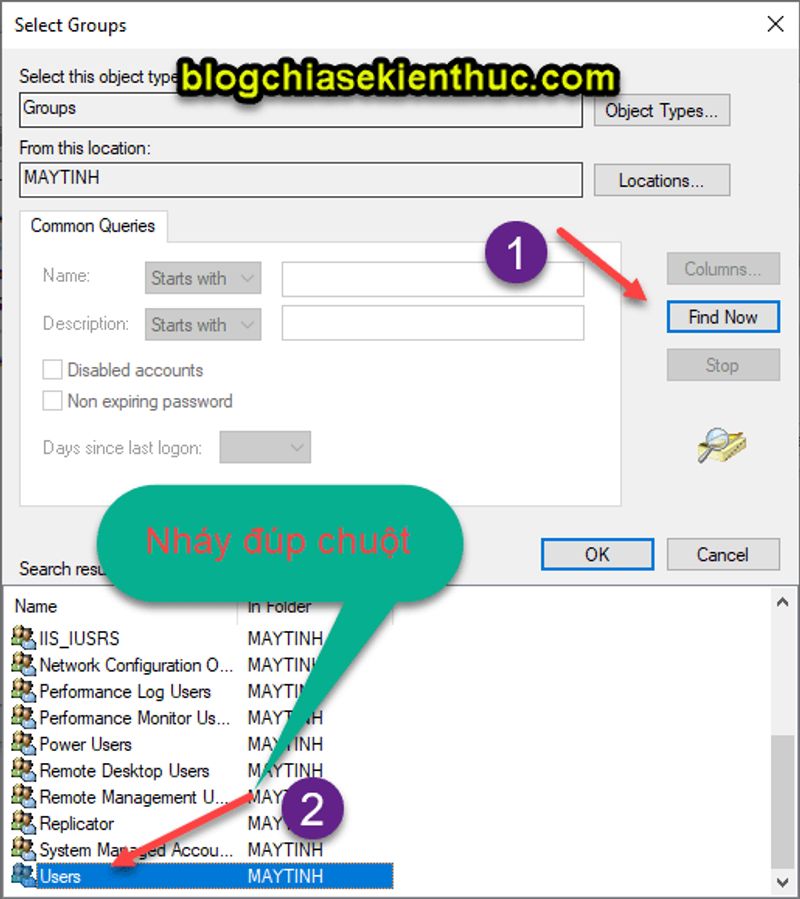 Select Groups
Select this object type
blogchiasekienthuc.com
Groups
Object Types...
From this location:
MAYTINH
Locations...
Common Queries
1
Name:
Starts with
Columns...
Description:
Starts with
Find Now
Disabled accounts
Stop
Non expiring password
Days since last logon:
Nháy đúp chuột
OK
Cancel
Search resu
Name
In Folder
IIS_IUSRS MAYTINH
Network Configuration O... MAYTINH
Performance Log Users MAYTINH
Performance Monitor Us... MAYTINH
Power Users MAYTINH
Remote Desktop Users MAYTINH
Remote Management U... MAY
2
Replicator MAY
System Managed Accou... MAYTINH
Users MAYTINH